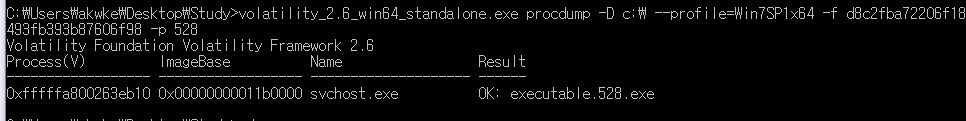 C:₩Users₩akwke₩Desktop₩Study>volatility_2.6_win64_standalone.exe procdump -D c:₩ --profile=Win7SP1x64 -f d8c2fba72206f18
493fb393b87606f98 -p 528
Volatility Foundation Volatility Framework 2.6
Process(V) ImageBase Name Result
------------------ ------------------ -------------------- ------
0xfffffa800263eb10 0x00000000011b0000 svchost.exe OK: executable.528.exe